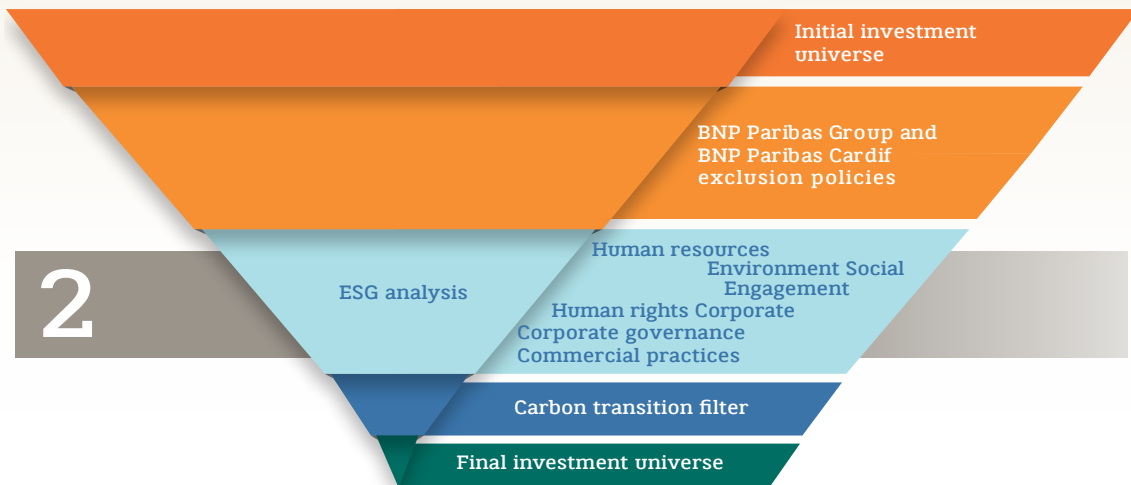 Initial investment
universe
BNP Paribas Group and
BNP Paribas Cardif
exclusion policies
2
ESG analysis
Human resources
Environment Social
Engagement
Human rights Corporate
Corporate governance
Commercial practices
Carbon transition filter
Final investment universe